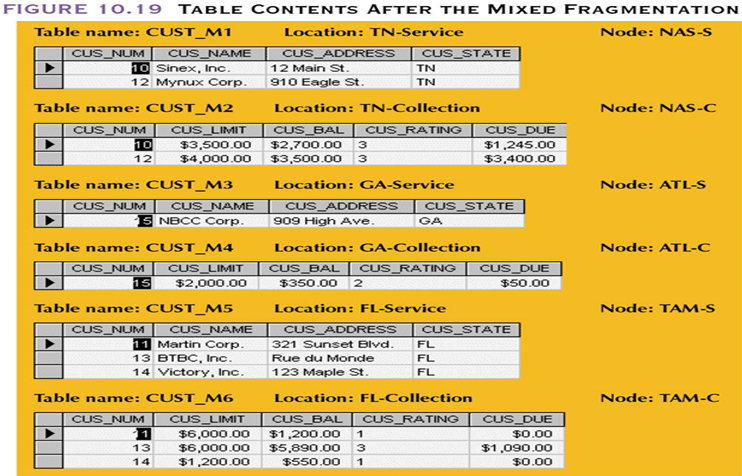 FIGURE 10.19 TABLE CONTENTS AFTER THE MIXED FRAGMENTATION
Table name: CUST_M1 Location: TN-Service Node: NAS-S
CUS_NUM CUS_NAME CUS_ADDRESS CUS_STATE
10 Sinex, Inc. 12 Main St. TN
12 Mynux Corp. 910 Eagle St. TN
Table name: CUST_M2 Location: TN-Collection Node: NAS-C
CUS_NUM CUS_LIMIT CUS_BAL CUS_RATING CUS_DUE
10 $3,500.00 $2,700.00 3 $1,245.00
12 $4,000.00 $3,500.00 3 $3,400.00
Table name: CUST_M3 Location: GA-Service Node: ATL-S
CUS_NUM CUS_NAME CUS_ADDRESS CUS_STATE
15 NBCC Corp. 909 High Ave. GA
Table name: CUST_M4 Location: GA-Collection Node: ATL-C
CUS_NUM CUS_LIMIT CUS_BAL CUS_RATING CUS_DUE
15 $2,000.00 $350.00 2 $50.00
Table name: CUST_M5 Location: FL-Service Node: TAM-S
CUS_NUM CUS_NAME CUS_ADDRESS CUS_STATE
11 Martin Corp. 321 Sunset Blvd. FL
13 BTBC, Inc. Rue du Monde FL
14 Victory, Inc. 123 Maple St. FL
Table name: CUST_M6 Location: FL-Collection Node: TAM-C
CUS_NUM CUS_LIMIT CUS_BAL CUS_RATING CUS_DUE
11 $6,000.00 $1,200.00 1 $0.00
13 $6,000.00 $5,890.00 3 $1,090.00
14 $1,200.00 $550.00 1 $0.00